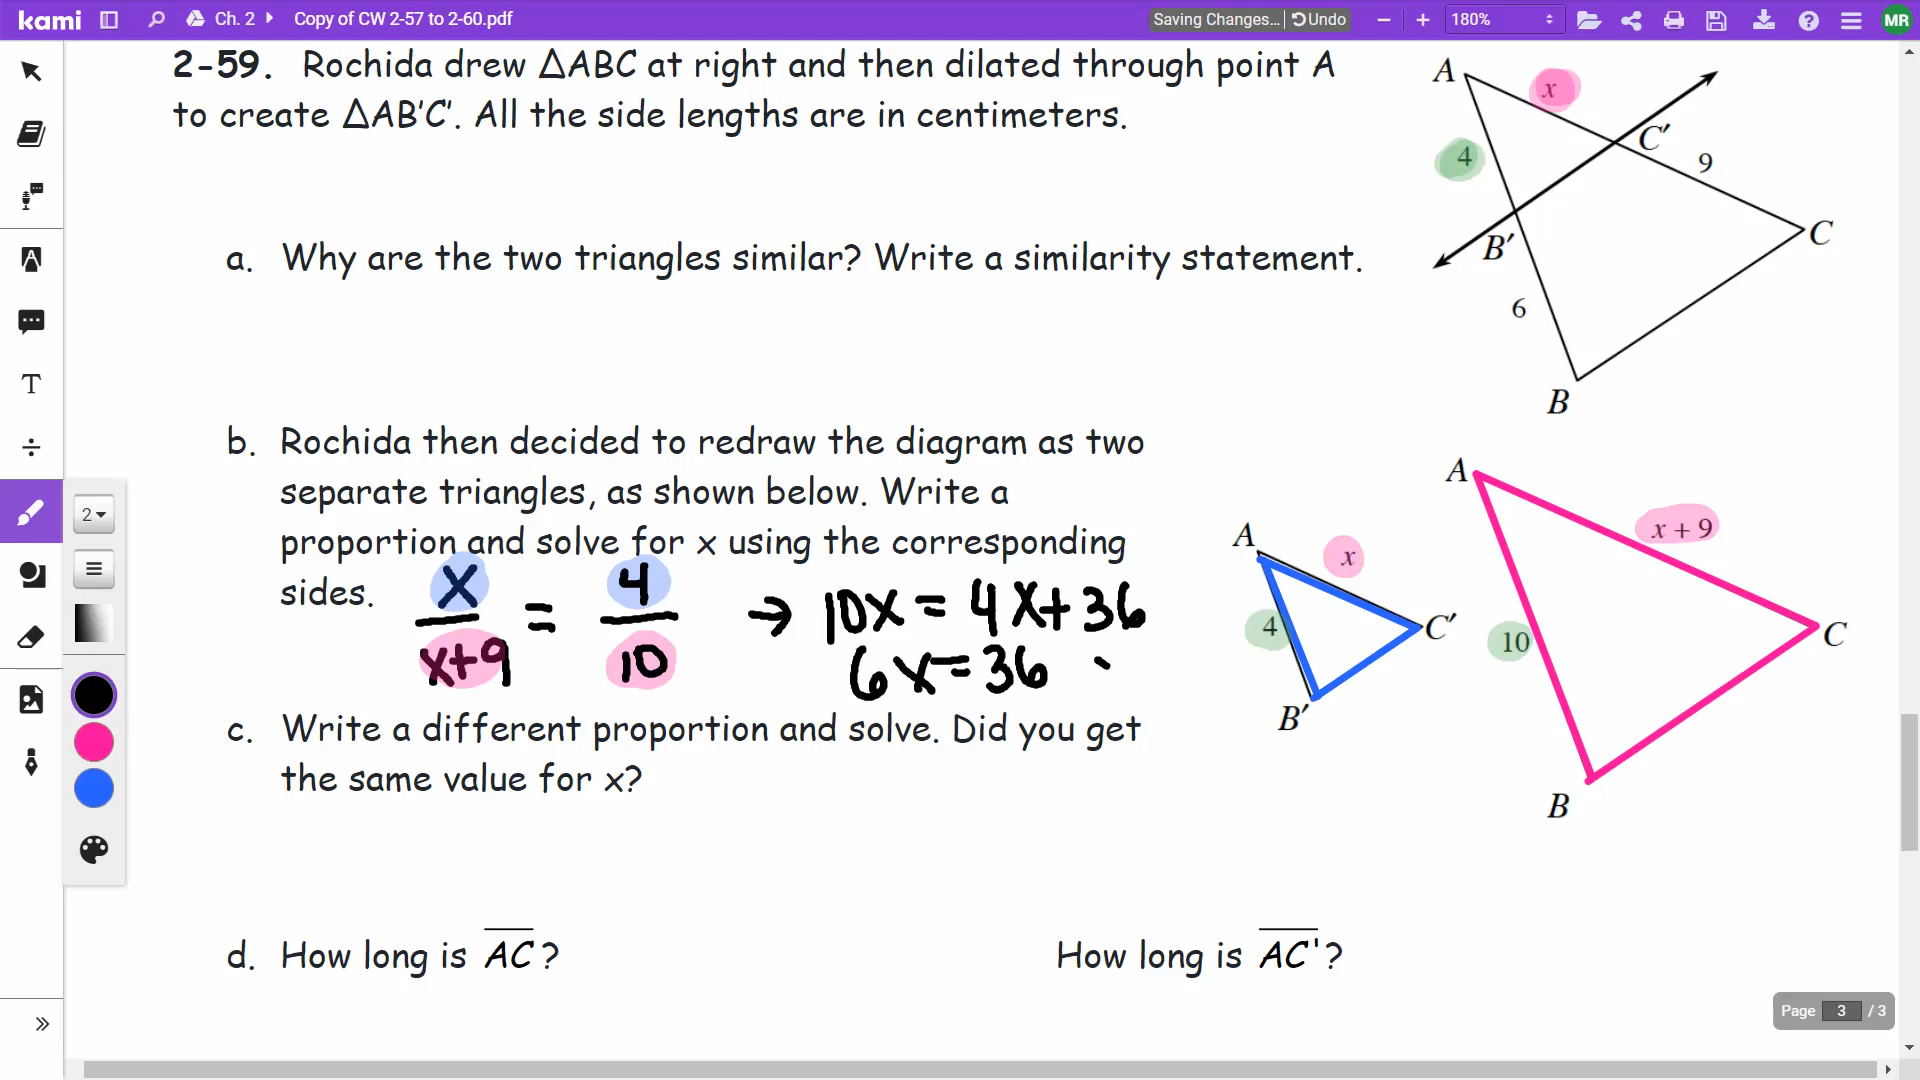 kami Ch. 2 Copy of CW 2-57 to 2-60.pdf Saving Changes... Undo 180% MR
2-59. Rochida drew ΔABC at right and then dilated through point A
to create ΔAB'C'. All the side lengths are in centimeters.
A x
C'
4 9
C
B'
6
B
a. Why are the two triangles similar? Write a similarity statement.
b. Rochida then decided to redraw the diagram as two
separate triangles, as shown below. Write a
proportion and solve for x using the corresponding
sides.
x/x+9 = 4/10 → 10x = 4x+36
6x = 36
A
x
4 C'
B'
A
x + 9
10 C
B
c. Write a different proportion and solve. Did you get
the same value for x?
d. How long is AC? How long is AC'?
2
T
Page 3 / 3